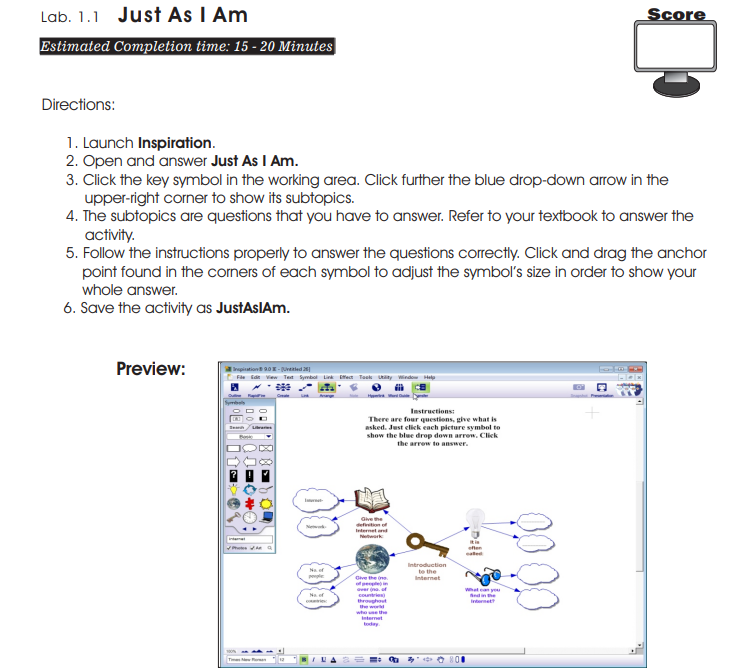 Lab. 1.1 Just As I Am
Score
Estimated Completion time: 15 - 20 Minutes
Directions:
1. Launch Inspiration.
2. Open and answer Just As I Am.
3. Click the key symbol in the working area. Click further the blue drop-down arrow in the
upper-right corner to show its subtopics.
4. The subtopics are questions that you have to answer. Refer to your textbook to answer the
activity.
5. Follow the instructions properly to answer the questions correctly. Click and drag the anchor
point found in the corners of each symbol to adjust the symbol's size in order to show your
whole answer.
6. Save the activity as JustAsIAm.
Preview:
Inspiration® 9.0 IE - [Untitled 26]
File Edit View Text Symbol Link Effect Tools Utility Window Help
Outline RapidFire Create Link Arrange Hyperlink Word Guide Transfer Presentation
Symbols
Search Libraries
Basic
internet
Photos Art
Instructions:
There are four questions, give what is
asked. Just click each picture symbol to
show the blue drop down arrow. Click
the arrow to answer.
Internet-
Network-
Give the
definition of
Internet and
Network.
It is
often
called:
Introduction
to the
Internet
No. of
people:
No. of
countries:
Give the (no.
of people) in
over (no. of
countries)
throughout
the world
who use the
Internet
today.
What can you
find in the
Internet?
100%
Times New Roman 12